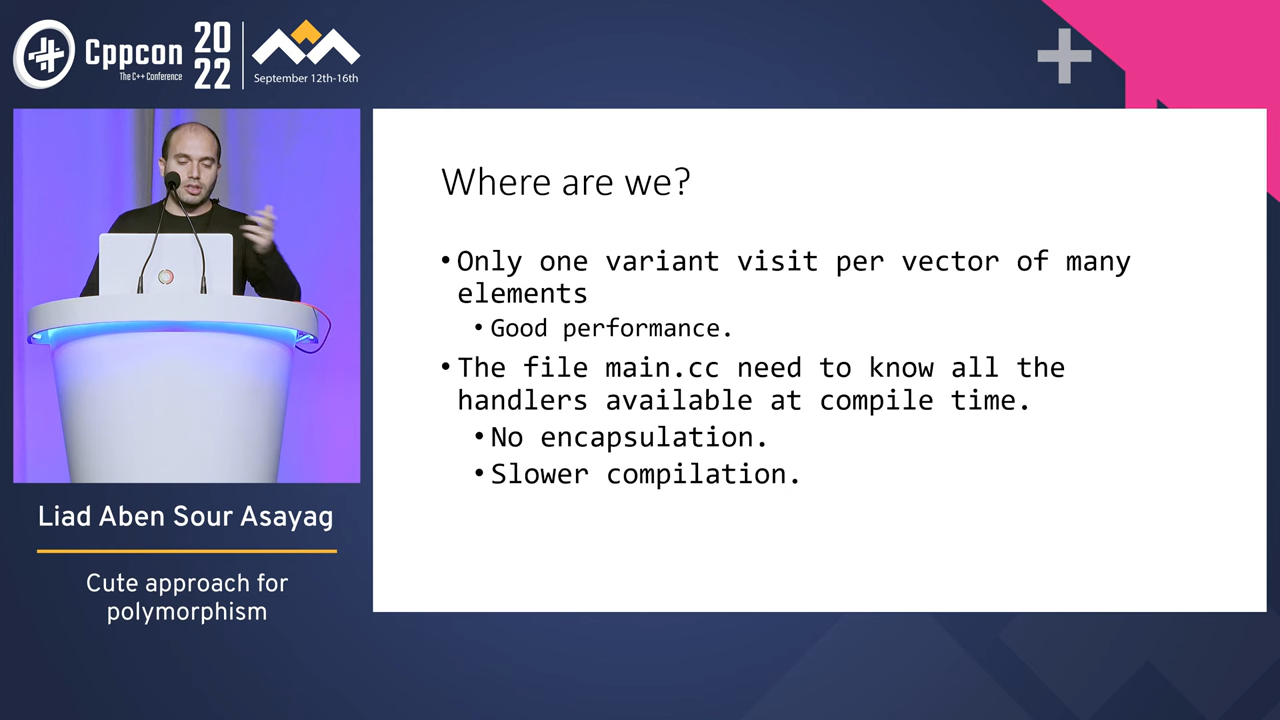 Cppcon
The C++ Conference
20
22
September 12th-16th
Where are we?
• Only one variant visit per vector of many
elements
• Good performance.
• The file main.cc need to know all the
handlers available at compile time.
• No encapsulation.
• Slower compilation.
Liad Aben Sour Asayag
Cute approach for
polymorphism